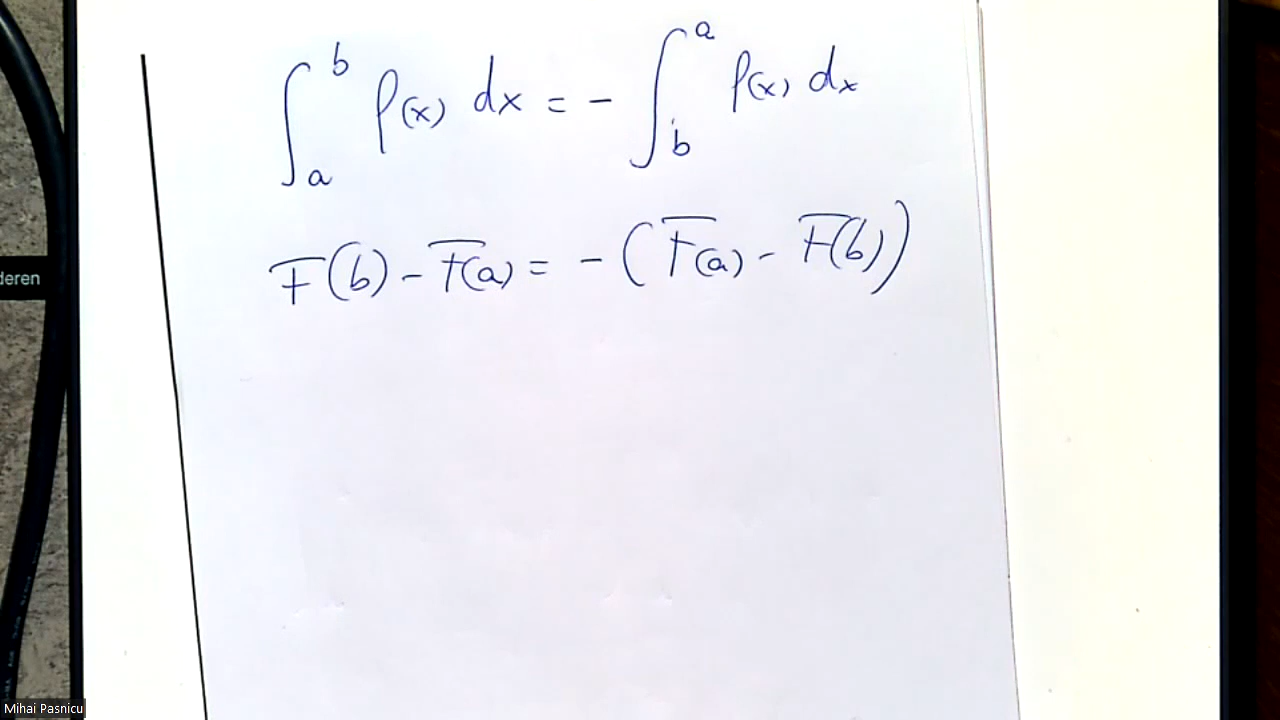 ∫_a^b f(x) dx = - ∫_b^a f(x) dx
F(b) - F(a) = - (F(a) - F(b))
deren
Mihai Pasnicu